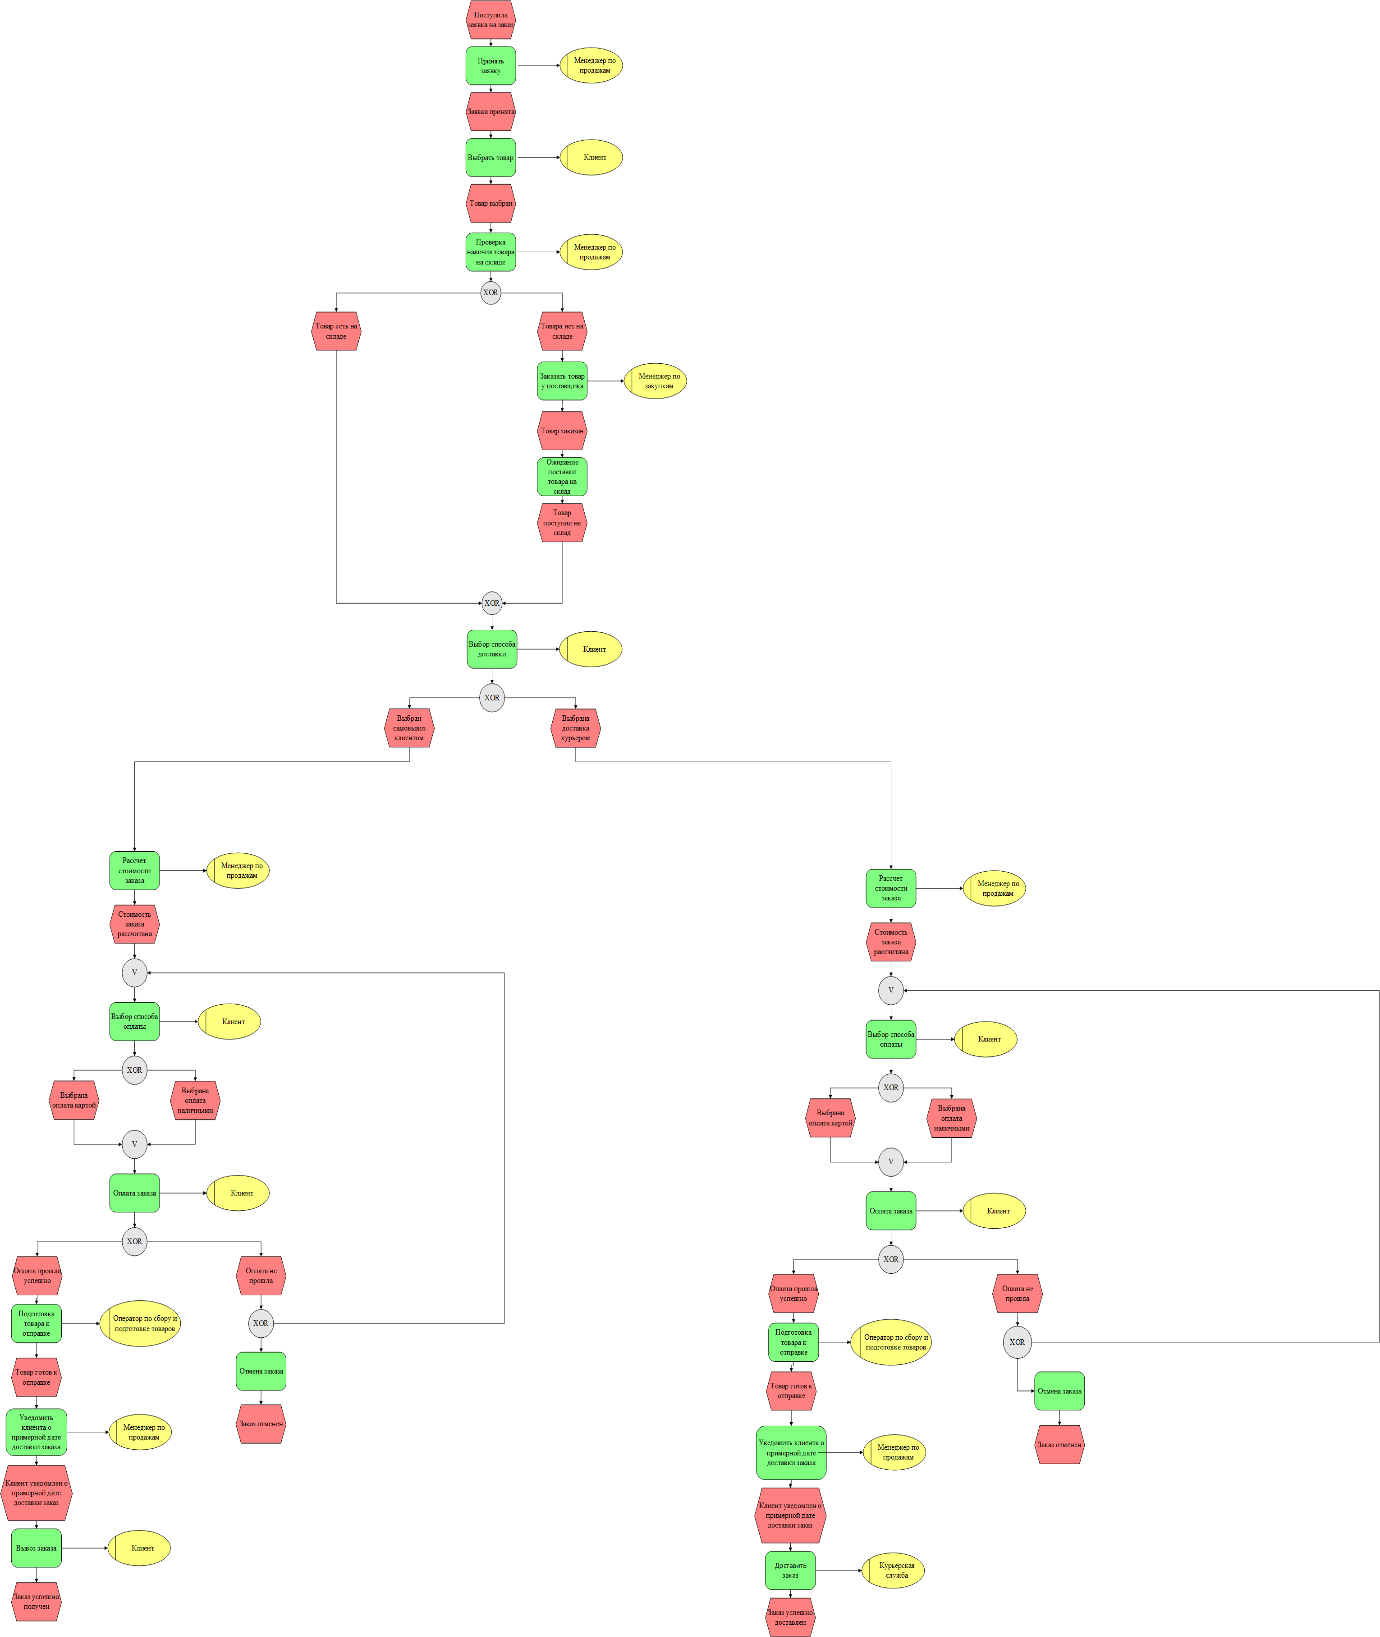 Поступила
заявка на заказ
Принять
заявку
Менеджер по
продажам
Заявка принята
Выбрать товар
Клиент
Товар выбран
Проверка
наличия товара
на складе
Менеджер по
продажам
XOR
Товар есть на
складе
Товара нет на
складе
Заказать товар
у поставщика
Менеджер по
закупкам
Товар заказан
Ожидание
поставки
товара на
склад
Товар
поступил на
склад
XOR
Выбор способа
доставки
Клиент
XOR
Выбран
самовывоз
клиентом
Выбрана
доставка
курьером
Рассчет
стоимости
заказа
Менеджер по
продажам
Стоимость
заказа
рассчитана
V
Выбор способа
оплаты
Клиент
XOR
Выбрана
оплата картой
Выбрана
оплата
наличными
V
Оплата заказа
Клиент
XOR
Оплата прошла
успешно
Оплата не
прошла
Подготовка
товара к
отправке
Оператор по сбору и
подготовке товаров
XOR
Товар готов к
отправке
Отмена заказа
Уведомить
клиента о
примерной дате
доставки заказа
Менеджер по
продажам
Заказ отменен
Клиент уведомлен о
примерной дате
доставки заказ
Вывоз заказа
Клиент
Заказ успешно
получен
Рассчет
стоимости
заказа
Менеджер по
продажам
Стоимость
заказа
рассчитана
V
Выбор способа
оплаты
Клиент
XOR
Выбрана
оплата картой
Выбрана
оплата
наличными
V
Оплата заказа
Клиент
XOR
Оплата прошла
успешно
Оплата не
прошла
Подготовка
товара к
отправке
Оператор по сбору и
подготовке товаров
XOR
Товар готов к
отправке
Отмена заказа
Уведомить клиента о
примерной дате
доставки заказа
Менеджер по
продажам
Заказ отменен
Клиент уведомлен о
примерной дате
доставки заказ
Доставить
заказ
Курьерская
служба
Заказ успешно
доставлен